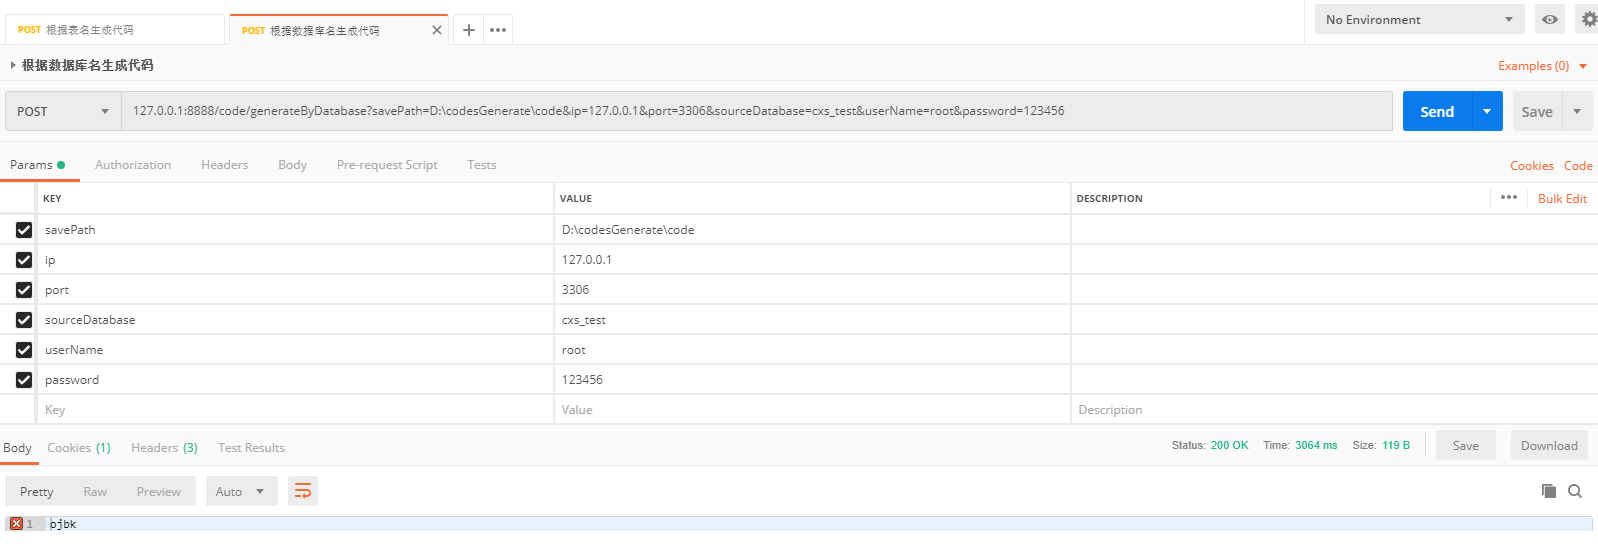 POST 根据表名生成代码
POST 根据数据库名生成代码
No Environment
根据数据库名生成代码
Examples (0)
POST
127.0.0.1:8888/code/generateByDatabase?savePath=D:\codesGenerate\code&ip=127.0.0.1&port=3306&sourceDatabase=cxs_test&userName=root&password=123456
Send
Save
Params
Authorization
Headers
Body
Pre-request Script
Tests
Cookies
Code
KEY
VALUE
DESCRIPTION
Bulk Edit
savePath
D:\codesGenerate\code
ip
127.0.0.1
port
3306
sourceDatabase
cxs_test
userName
root
password
123456
Key
Value
Description
Body
Cookies (1)
Headers (3)
Test Results
Status: 200 OK
Time: 3064 ms
Size: 119 B
Save
Download
Pretty
Raw
Preview
Auto
1
ojbk